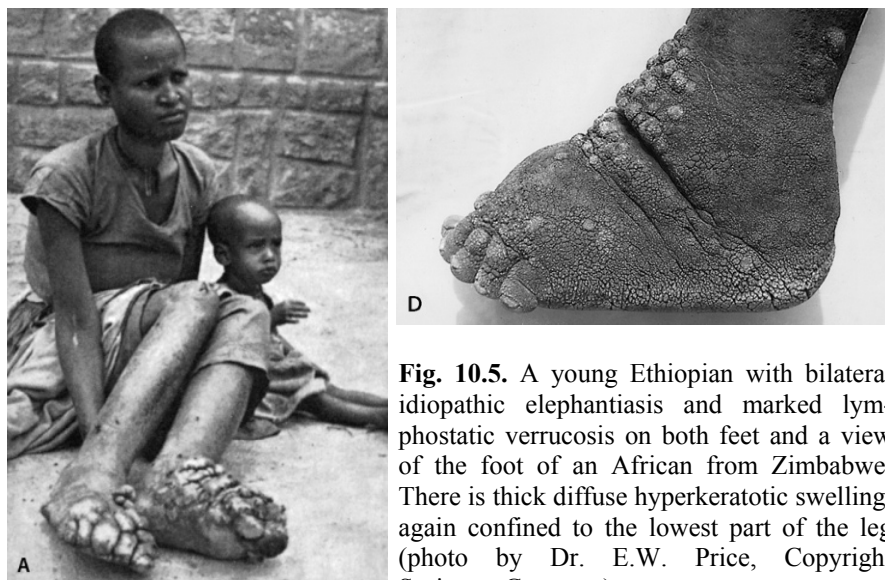 A
D
Fig. 10.5. A young Ethiopian with bilatera
idiopathic elephantiasis and marked lym-
phostatic verrucosis on both feet and a view
of the foot of an African from Zimbabwe
There is thick diffuse hyperkeratotic swelling
again confined to the lowest part of the leg
(photo by Dr. E.W. Price, Copyrigh